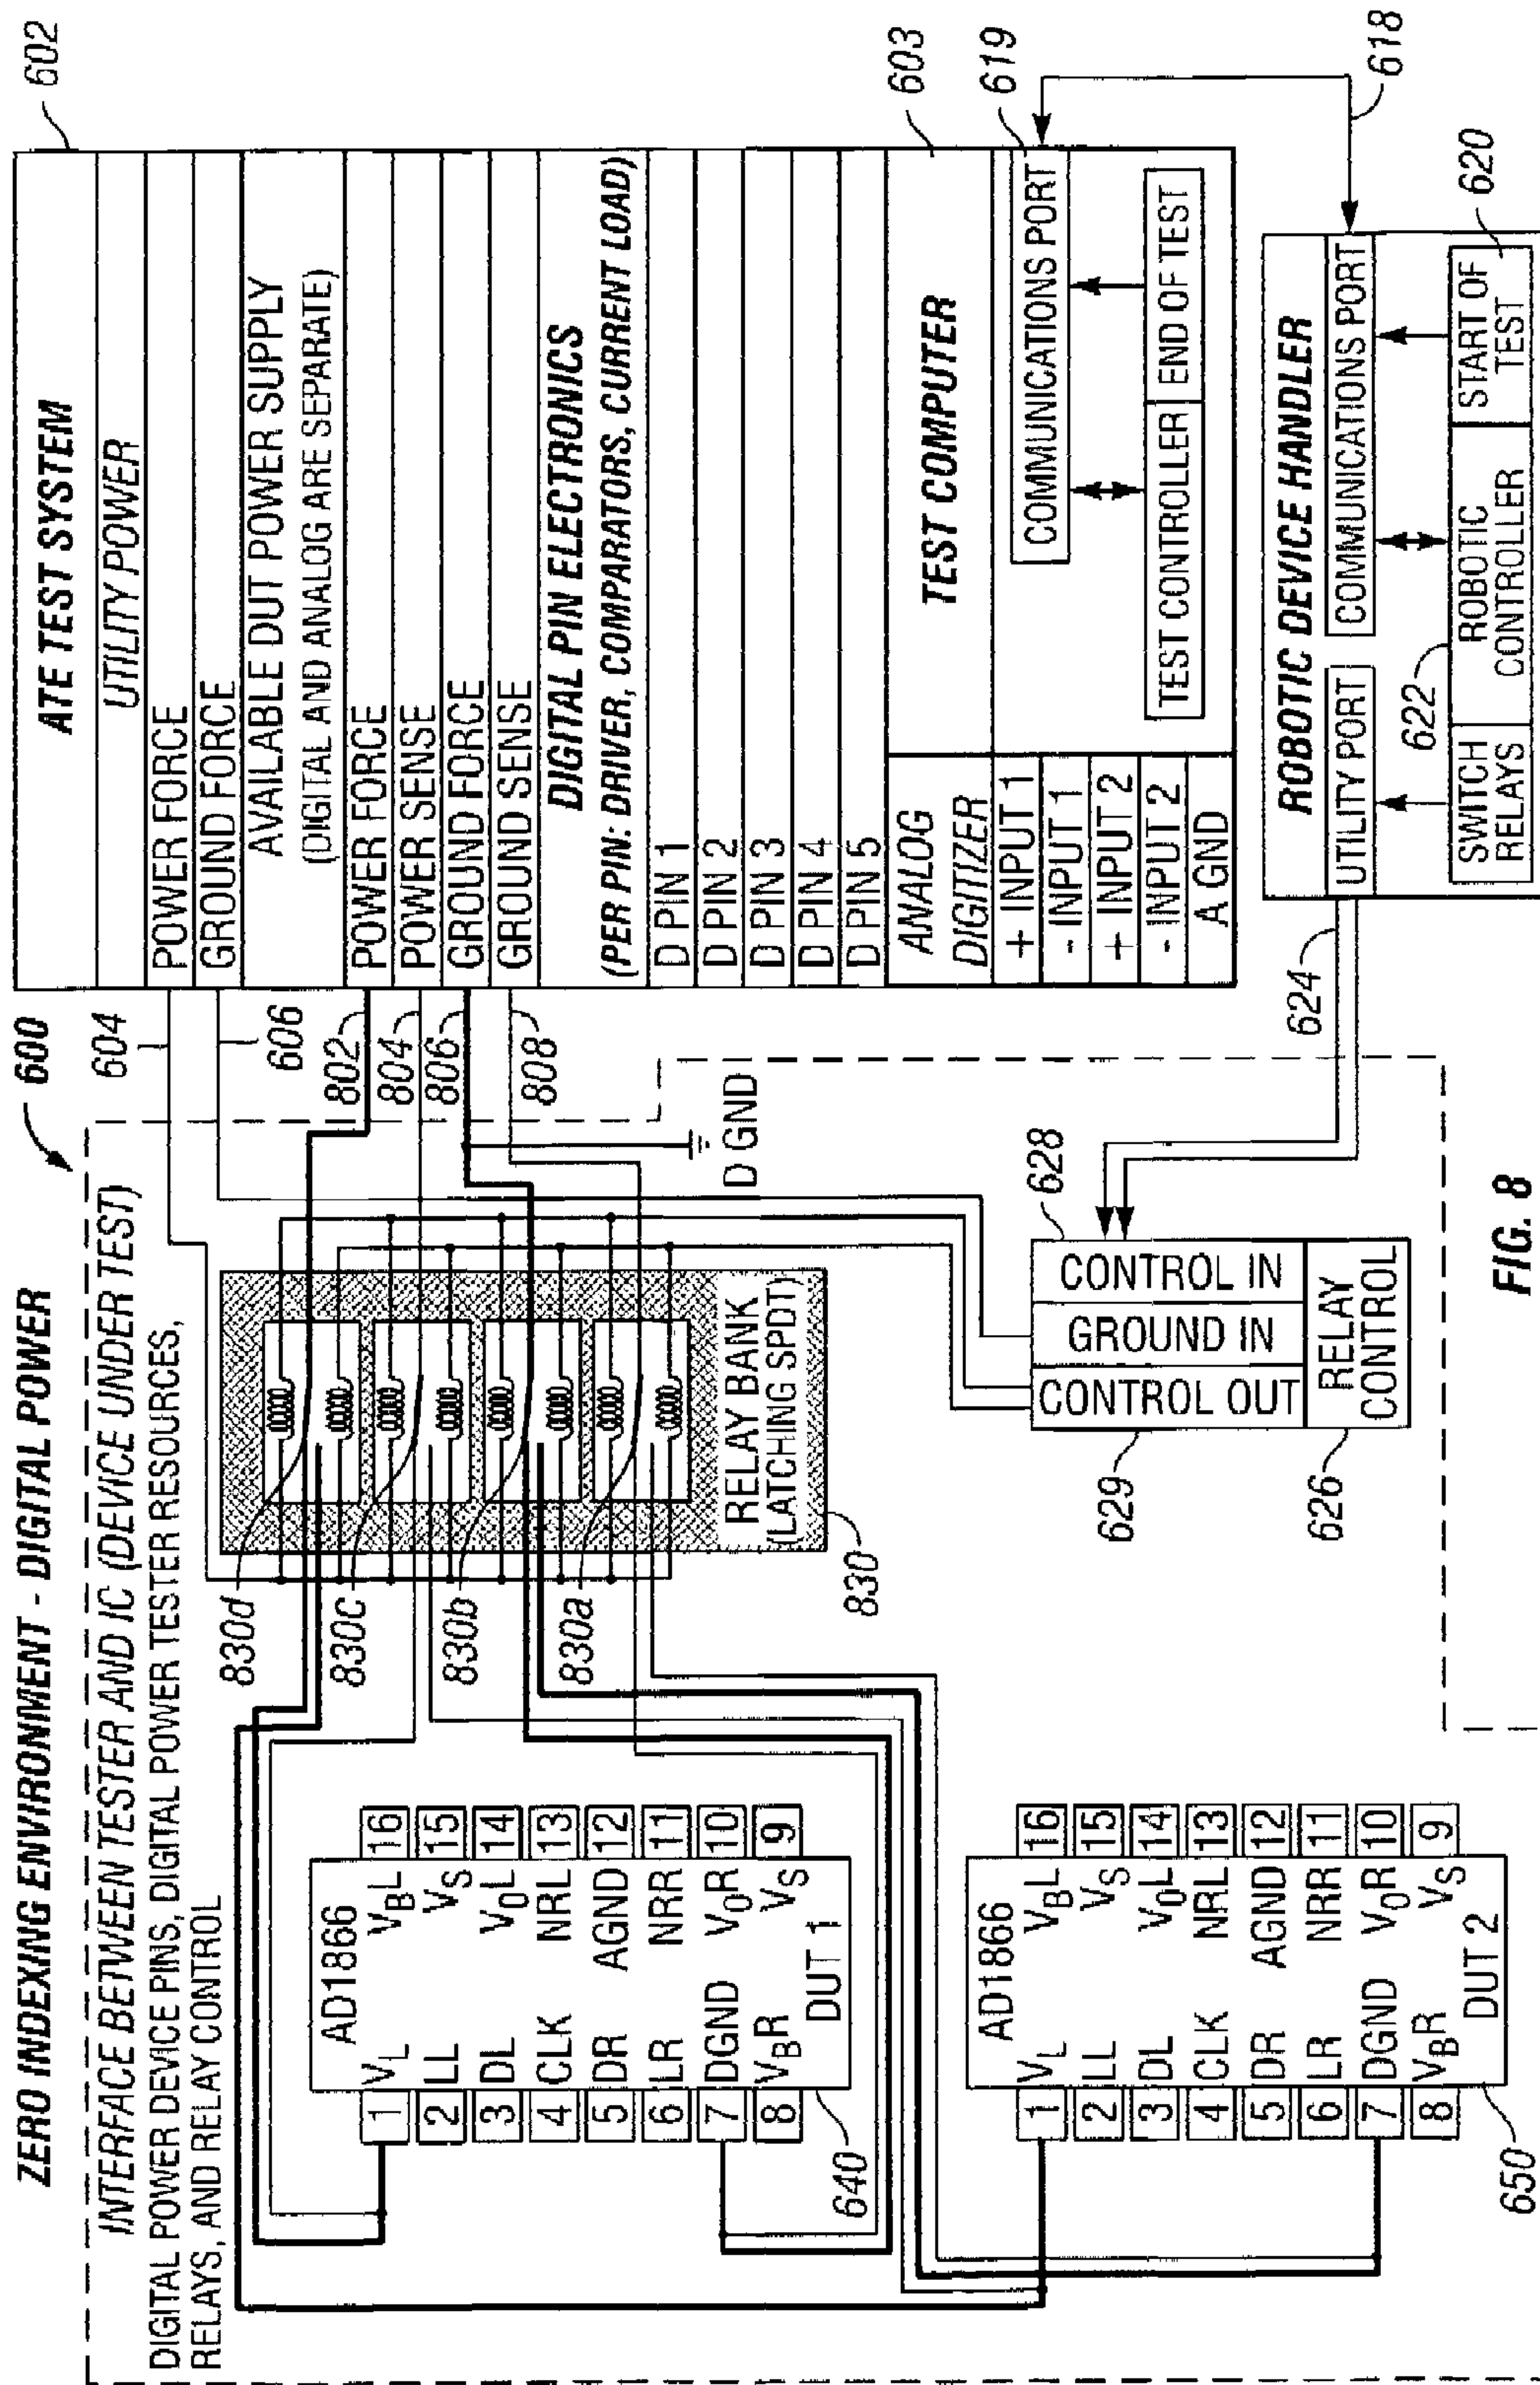 ZERO INDEXING ENVIRONMENT - DIGITAL POWER
600
INTERFACE BETWEEN TESTER AND IC (DEVICE UNDER TEST)
DIGITAL POWER DEVICE PINS, DIGITAL POWER TESTER RESOURCES,
RELAYS, AND RELAY CONTROL
AD1866
1 VL VBL 16
2 LL VS 15
3 DL VOL 14
4 CLK NRL 13
5 DR AGND 12
6 LR NRR 11
7 DGND VOR 10
8 VBR VS 9
DUT 1
640
AD1866
1 VL VBL 16
2 LL VS 15
3 DL VOL 14
4 CLK NRL 13
5 DR AGND 12
6 LR NRR 11
7 DGND VOR 10
8 VBR VS 9
DUT 2
650
830d
830c
830b
830a
RELAY BANK
(LATCHING SPDT)
830
604
606
802
804
806
808
D GND
CONTROL OUT
GROUND IN
CONTROL IN
RELAY
CONTROL
628
629
626
624
ATE TEST SYSTEM
602
UTILITY POWER
POWER FORCE
GROUND FORCE
AVAILABLE DUT POWER SUPPLY
(DIGITAL AND ANALOG ARE SEPARATE)
POWER FORCE
POWER SENSE
GROUND FORCE
GROUND SENSE
DIGITAL PIN ELECTRONICS
(PER PIN: DRIVER, COMPARATORS, CURRENT LOAD)
D PIN 1
D PIN 2
D PIN 3
D PIN 4
D PIN 5
ANALOG
DIGITIZER
+ INPUT 1
- INPUT 1
+ INPUT 2
- INPUT 2
A GND
TEST COMPUTER
603
COMMUNICATIONS PORT
619
TEST CONTROLLER
END OF TEST
618
ROBOTIC DEVICE HANDLER
UTILITY PORT
COMMUNICATIONS PORT
622
SWITCH
RELAYS
ROBOTIC
CONTROLLER
START OF
TEST
620
FIG. 8